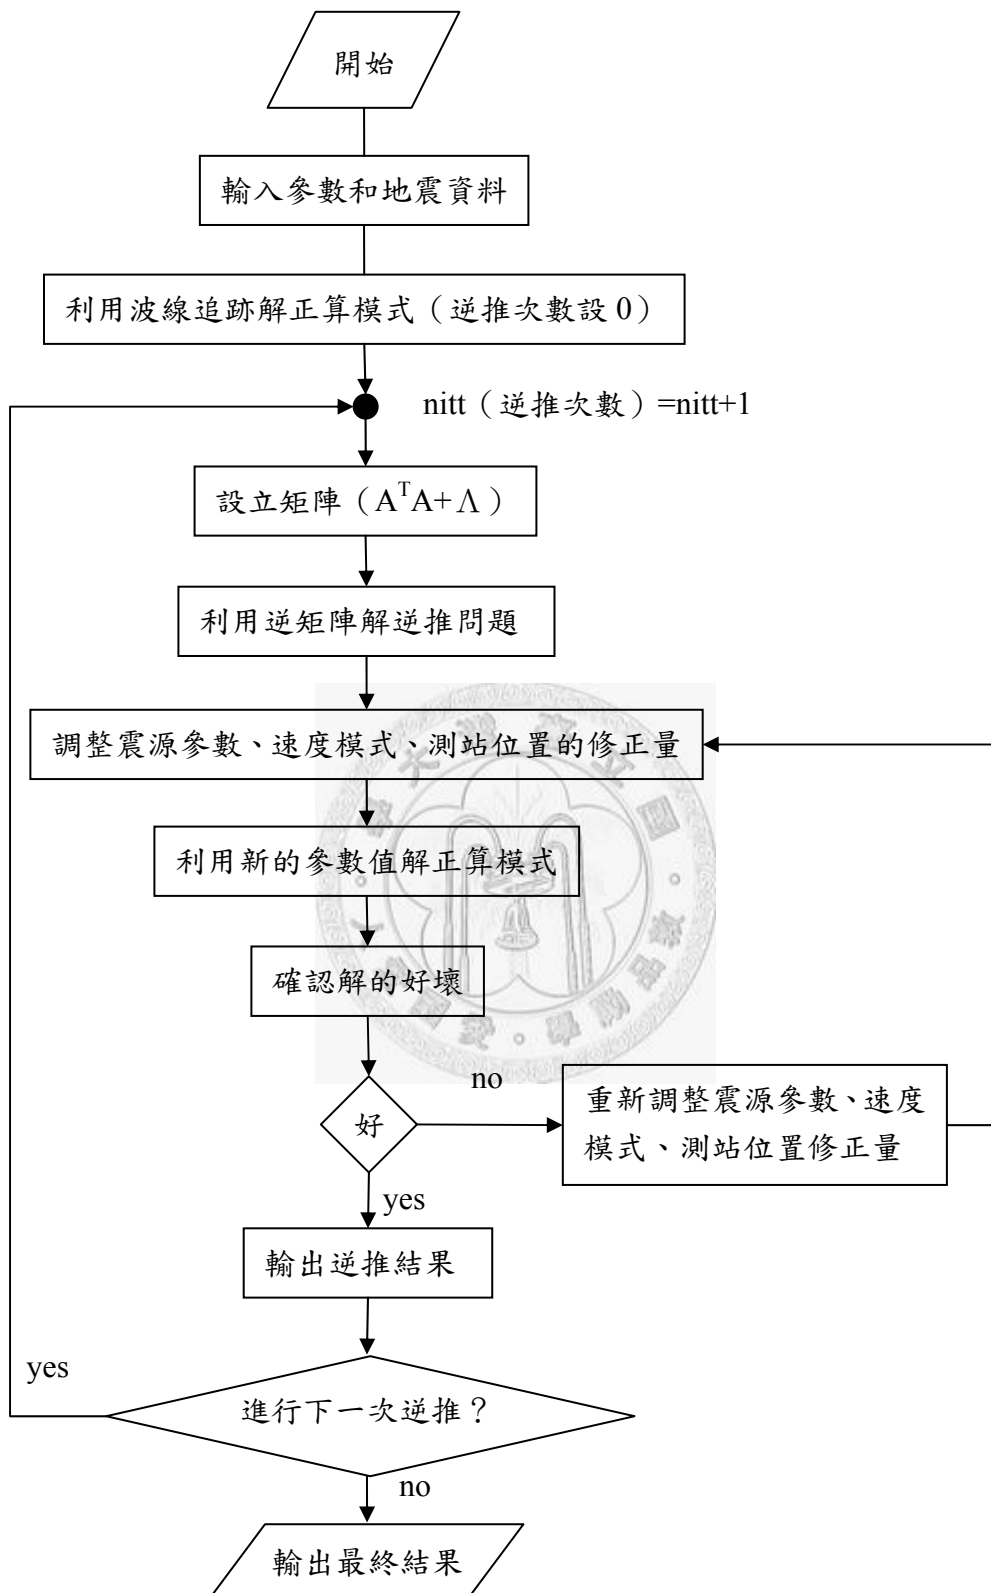 開始
輸入參數和地震資料
利用波線追跡解正算模式（逆推次數設 0）
nitt（逆推次數）=nitt+1
設立矩陣（AᵀA+Λ）
利用逆矩陣解逆推問題
調整震源參數、速度模式、測站位置的修正量
利用新的參數值解正算模式
確認解的好壞
好
no
重新調整震源參數、速度
模式、測站位置修正量
yes
輸出逆推結果
進行下一次逆推？
yes
no
輸出最終結果